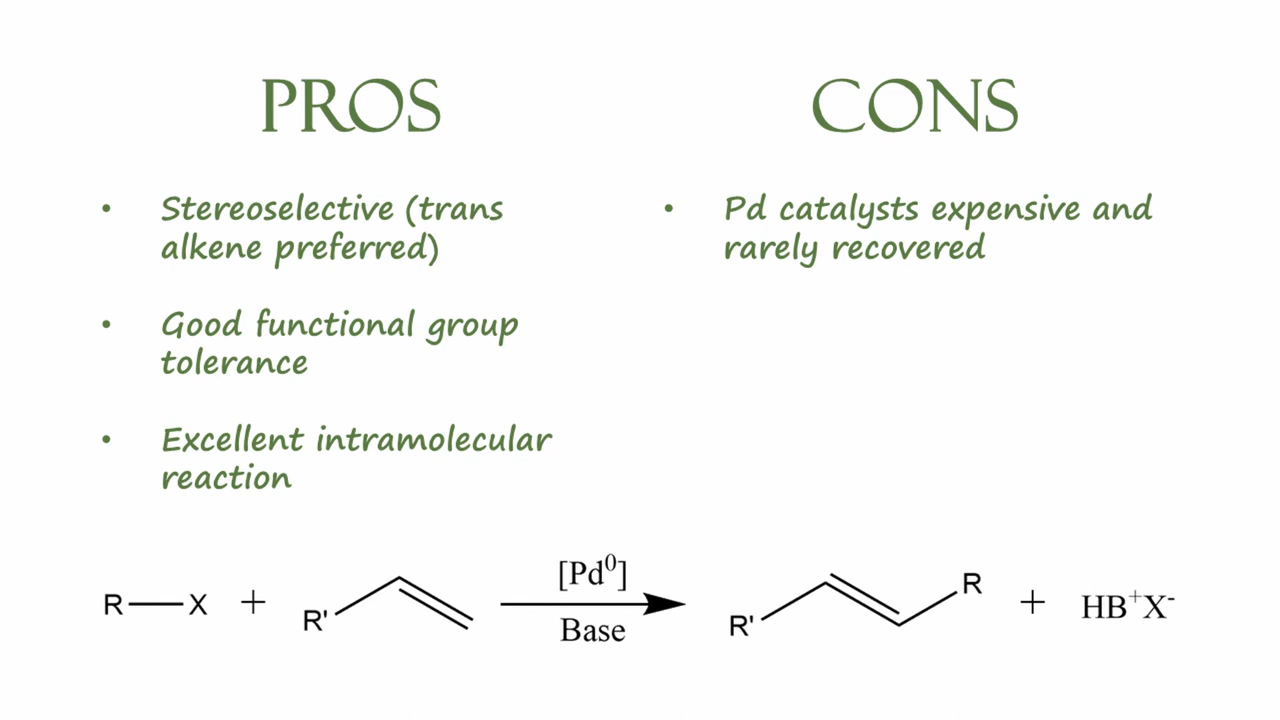 PROS
• Stereoselective (trans
alkene preferred)
• Good functional group
tolerance
• Excellent intramolecular
reaction
CONS
• Pd catalysts expensive and
rarely recovered
R X + R' [Pd⁰] R' R + HB⁺X⁻
Base